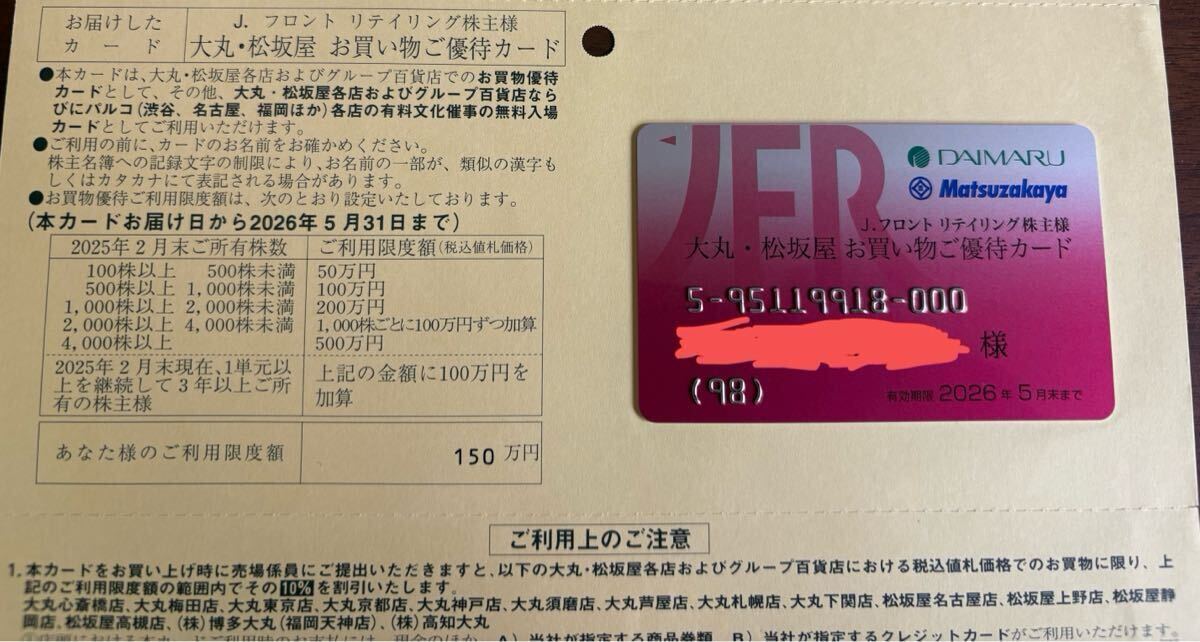 お届けした
カード
J. フロント リテイリング株主様
大丸・松坂屋 お買い物ご優待カード
●本カードは、大丸・松坂屋各店およびグループ百貨店でのお買物優待
カードとして、その他、大丸・松坂屋各店およびグループ百貨店なら
びにパルコ(渋谷、名古屋、福岡ほか)各店の有料文化催事の無料入場
カードとしてご利用いただけます。
●ご利用の前に、カードのお名前をお確かめください。
株主名簿への記録文字の制限により、お名前の一部が、類似の漢字も
しくはカタカナにて表記される場合があります。
●お買物優待ご利用限度額は、次のとおり設定いたしております。
(本カードお届け日から2026年5月31日まで)
2025年2月末ご所有株数 ご利用限度額(税込値札価格)
100株以上 500株未満 50万円
500株以上 1,000株未満 100万円
1,000株以上 2,000株未満 200万円
2,000株以上 4,000株未満 1,000株ごとに100万円ずつ加算
4,000株以上 500万円
2025年2月末現在、1単元以
上を継続して3年以上ご所
有の株主様
上記の金額に100万円を
加算
あなた様のご利用限度額 150万円
JFR
DAIMARU
Matsuzakaya
J.フロント リテイリング株主様
大丸・松坂屋 お買い物ご優待カード
5-95119918-000
様
(98)
有効期限 2026年5月末まで
ご利用上のご注意
1.本カードをお買い上げ時に売場係員にご提出いただきますと、以下の大丸・松坂屋各店およびグループ百貨店における税込値札価格でのお買物に限り、上
記のご利用限度額の範囲内でその10%を割引いたします。
大丸心斎橋店、大丸梅田店、大丸東京店、大丸京都店、大丸神戸店、大丸須磨店、大丸芦屋店、大丸札幌店、大丸下関店、松坂屋名古屋店、松坂屋上野店、松坂屋静
岡店、松坂屋高槻店、(株)博多大丸(福岡天神店)、(株)高知大丸